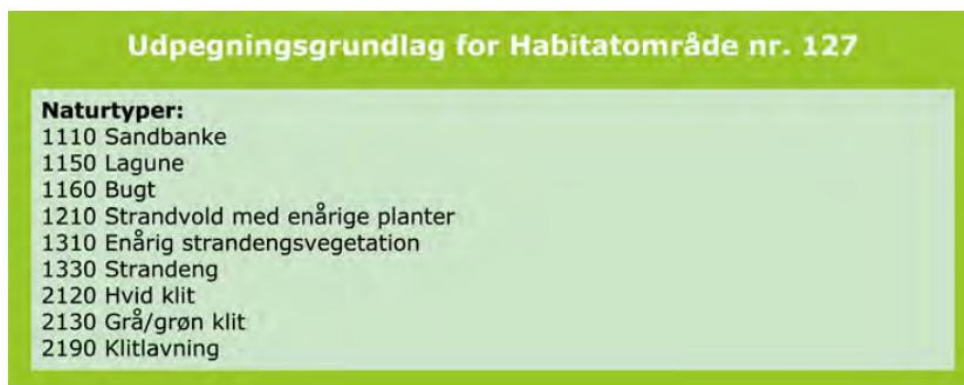 Udpegningsgrundlag for Habitatområde nr. 127
Naturtyper:
1110 Sandbanke
1150 Lagune
1160 Bugt
1210 Strandvold med enårige planter
1310 Enårig strandengsvegetation
1330 Strandeng
2120 Hvid klit
2130 Grå/grøn klit
2190 Klitlavning